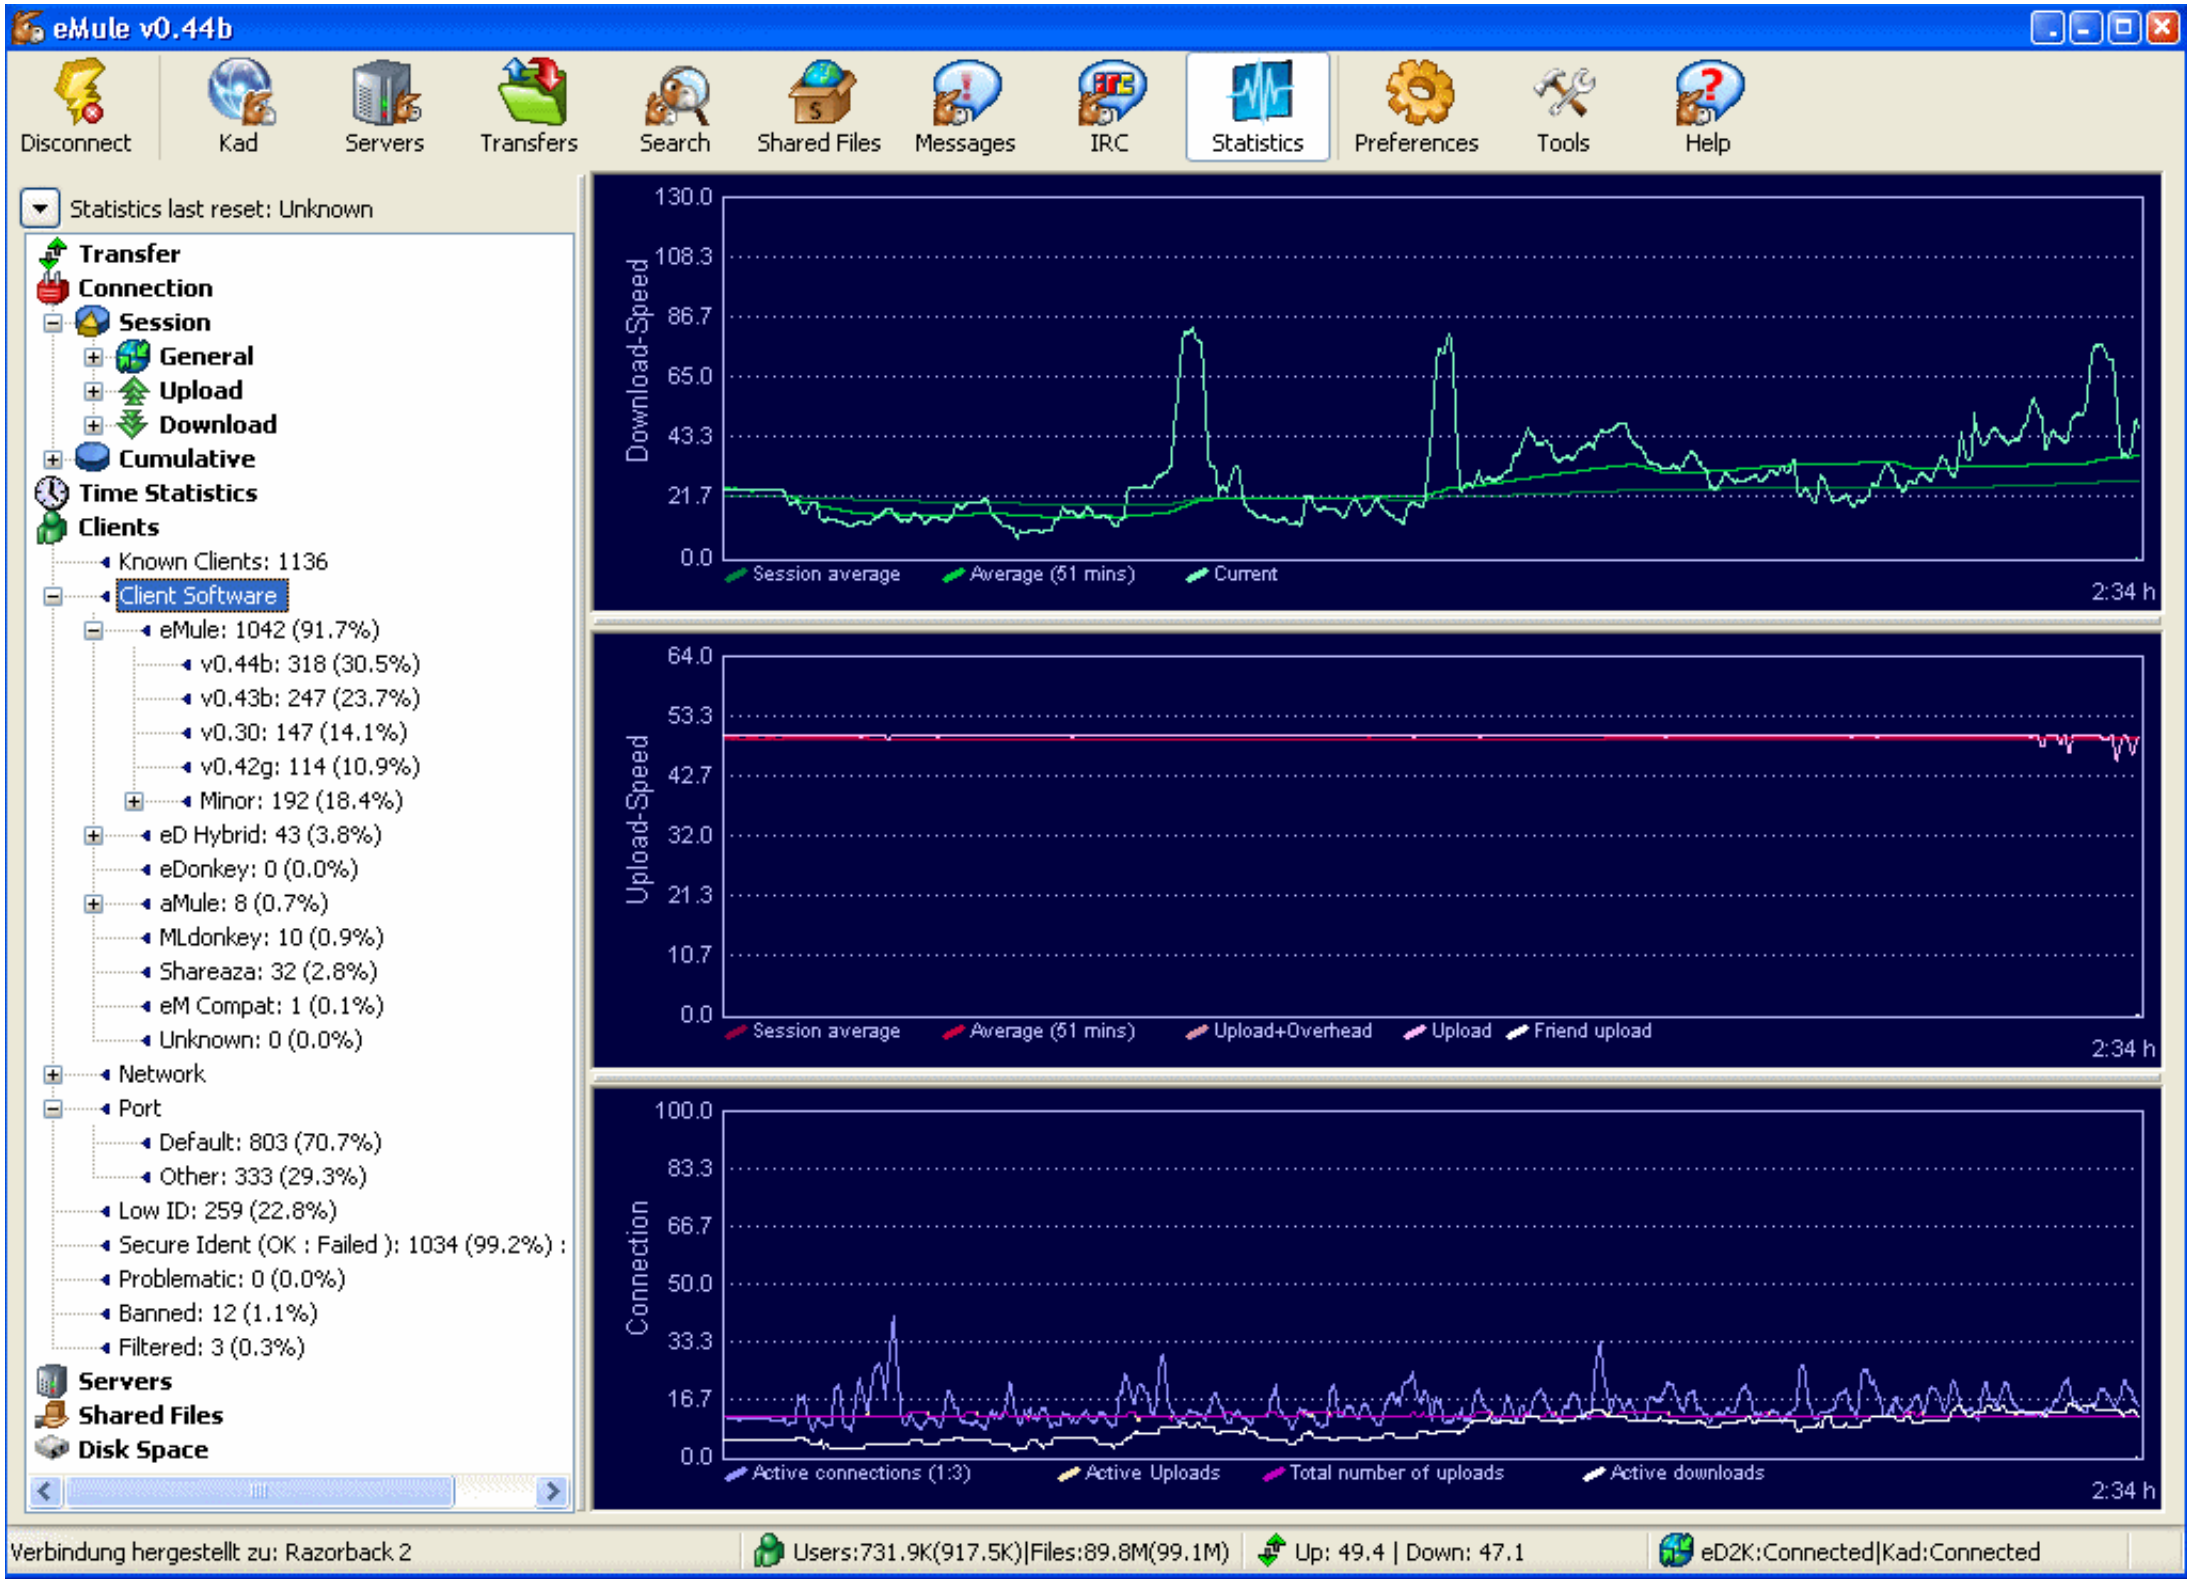 eMule v0.44b
Disconnect
Kad
Servers
Transfers
Search
Shared Files
Messages
IRC
Statistics
Preferences
Tools
Help
Statistics last reset: Unknown
Transfer
Connection
Session
General
Upload
Download
Cumulative
Time Statistics
Clients
Known Clients: 1136
Client Software
eMule: 1042 (91.7%)
v0.44b: 318 (30.5%)
v0.43b: 247 (23.7%)
v0.30: 147 (14.1%)
v0.42g: 114 (10.9%)
Minor: 192 (18.4%)
eD Hybrid: 43 (3.8%)
eDonkey: 0 (0.0%)
aMule: 8 (0.7%)
MLdonkey: 10 (0.9%)
Shareaza: 32 (2.8%)
eM Compat: 1 (0.1%)
Unknown: 0 (0.0%)
Network
Port
Default: 803 (70.7%)
Other: 333 (29.3%)
Low ID: 259 (22.8%)
Secure Ident (OK : Failed ): 1034 (99.2%) :
Problematic: 0 (0.0%)
Banned: 12 (1.1%)
Filtered: 3 (0.3%)
Servers
Shared Files
Disk Space
Download-Speed
130.0
108.3
86.7
65.0
43.3
21.7
0.0
Session average
Average (51 mins)
Current
2:34 h
Upload-Speed
64.0
53.3
42.7
32.0
21.3
10.7
0.0
Session average
Average (51 mins)
Upload+Overhead
Upload
Friend upload
2:34 h
Connection
100.0
83.3
66.7
50.0
33.3
16.7
0.0
Active connections (1:3)
Active Uploads
Total number of uploads
Active downloads
2:34 h
Verbindung hergestellt zu: Razorback 2
Users:731.9K(917.5K)|Files:89.8M(99.1M)
Up: 49.4 | Down: 47.1
eD2K:Connected|Kad:Connected